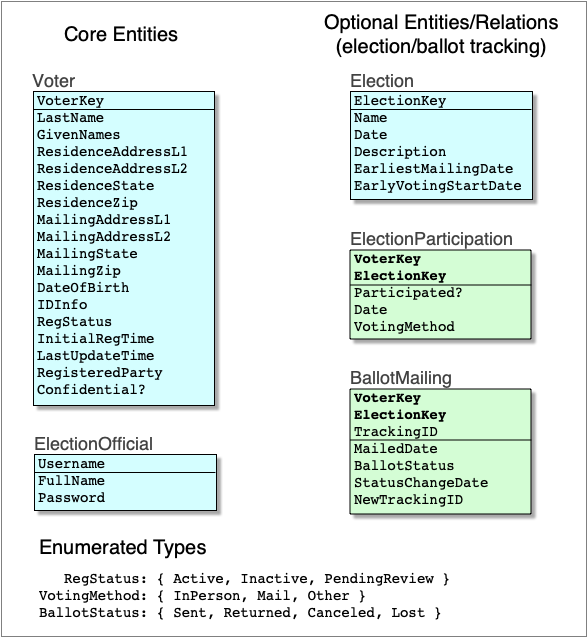 Core Entities
Optional Entities/Relations
(election/ballot tracking)
Voter
VoterKey
LastName
GivenNames
ResidenceAddressL1
ResidenceAddressL2
ResidenceState
ResidenceZip
MailingAddressL1
MailingAddressL2
MailingState
MailingZip
DateOfBirth
IDInfo
RegStatus
InitialRegTime
LastUpdateTime
RegisteredParty
Confidential?
ElectionOfficial
Username
FullName
Password
Election
ElectionKey
Name
Date
Description
EarliestMailingDate
EarlyVotingStartDate
ElectionParticipation
VoterKey
ElectionKey
Participated?
Date
VotingMethod
BallotMailing
VoterKey
ElectionKey
TrackingID
MailedDate
BallotStatus
StatusChangeDate
NewTrackingID
Enumerated Types
RegStatus: { Active, Inactive, PendingReview }
VotingMethod: { InPerson, Mail, Other }
BallotStatus: { Sent, Returned, Canceled, Lost }